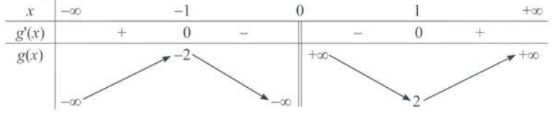 x −∞ −1 0 1 +∞
g'(x) + 0 − − 0 +
g(x) −2 +∞ +∞
−∞ −∞ 2